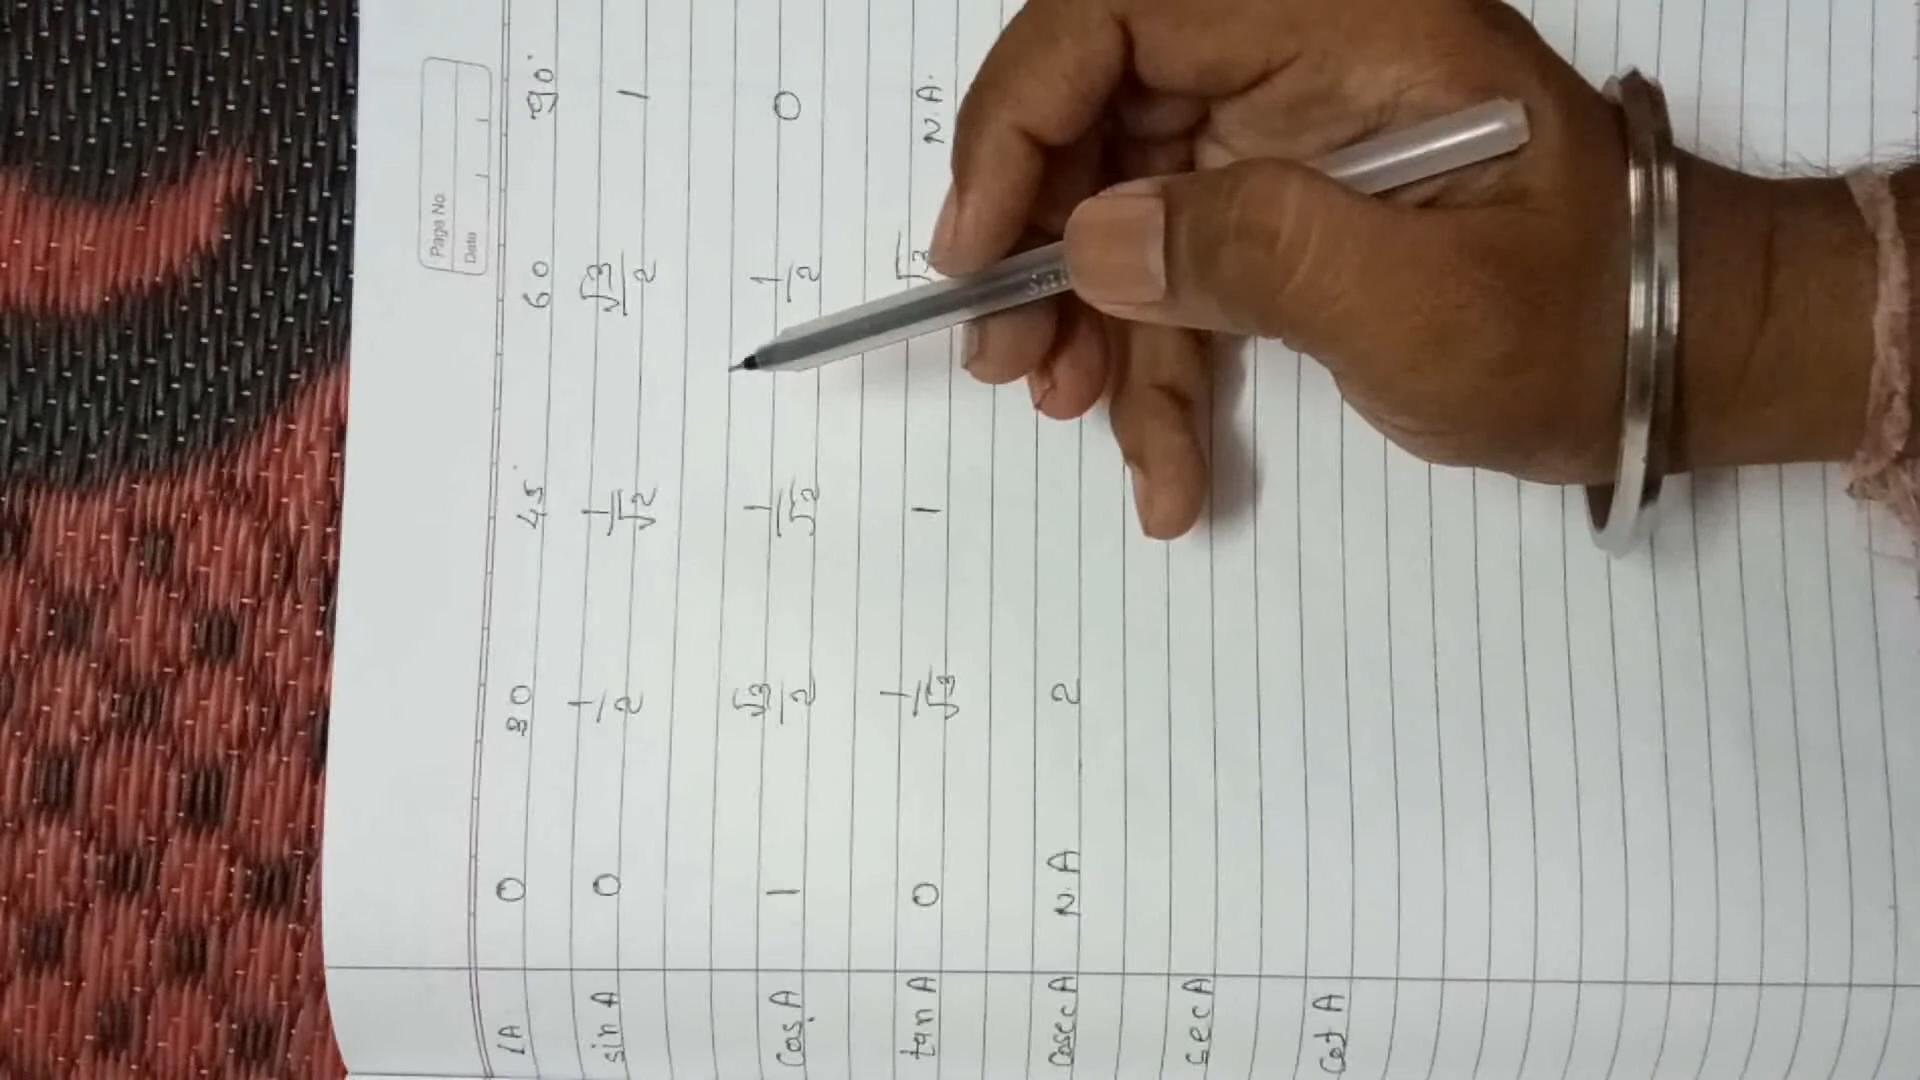 Page No
Date
∠A 0 30 45° 60 90°
sin A 0 1/2 1/√2 √3/2 1
Cos A 1 √3/2 1/√2 1/2 0
tan A 0 1/√3 1 √3 N.A.
Cosec A N.A 2
Sec A
Cot A